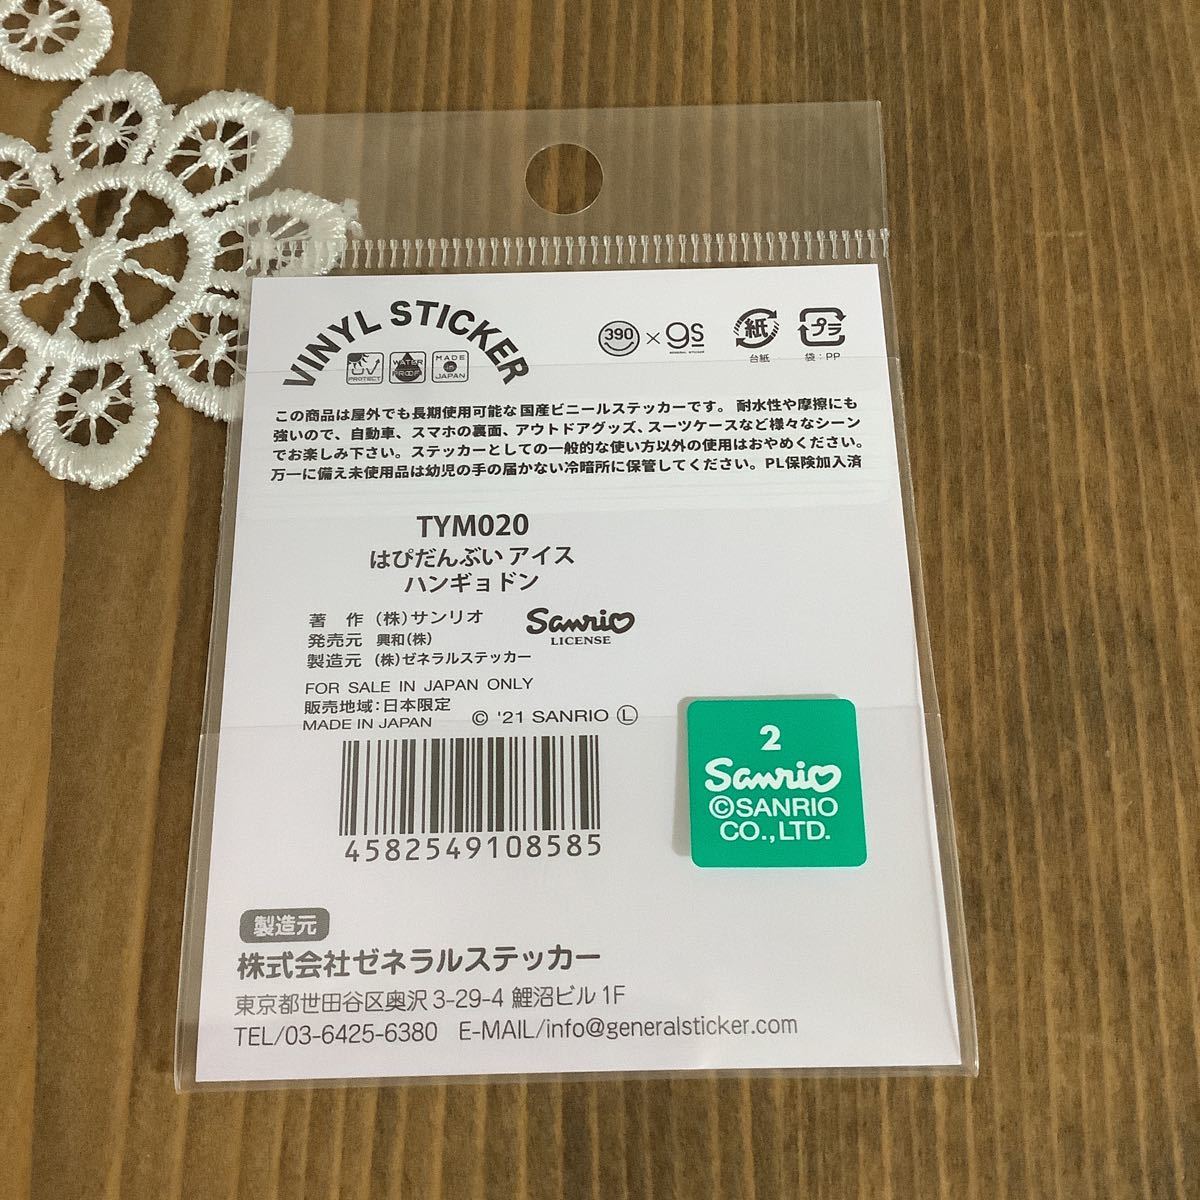 VINYL STICKER
UV PROTECT
WATER PROOF
MADE in JAPAN
390 × gs
GENERAL STICKER
紙
台紙
プラ
袋：PP
この商品は屋外でも長期使用可能な国産ビニールステッカーです。 耐水性や摩擦にも
強いので、自動車、スマホの裏面、アウトドアグッズ、スーツケースなど様々なシーン
でお楽しみ下さい。ステッカーとしての一般的な使い方以外の使用はおやめください。
万一に備え未使用品は幼児の手の届かない冷暗所に保管してください。PL保険加入済
TYM020
はぴだんぶい アイス
ハンギョドン
著　作 (株)サンリオ
発売元 興和(株)
製造元 (株)ゼネラルステッカー
Sanrio
LICENSE
FOR SALE IN JAPAN ONLY
販売地域：日本限定
MADE IN JAPAN © '21 SANRIO Ⓛ
4582549108585
2
Sanrio
©SANRIO
CO.,LTD.
製造元
株式会社ゼネラルステッカー
東京都世田谷区奥沢 3-29-4 鯉沼ビル 1F
TEL/03-6425-6380 E-MAIL/info@generalsticker.com